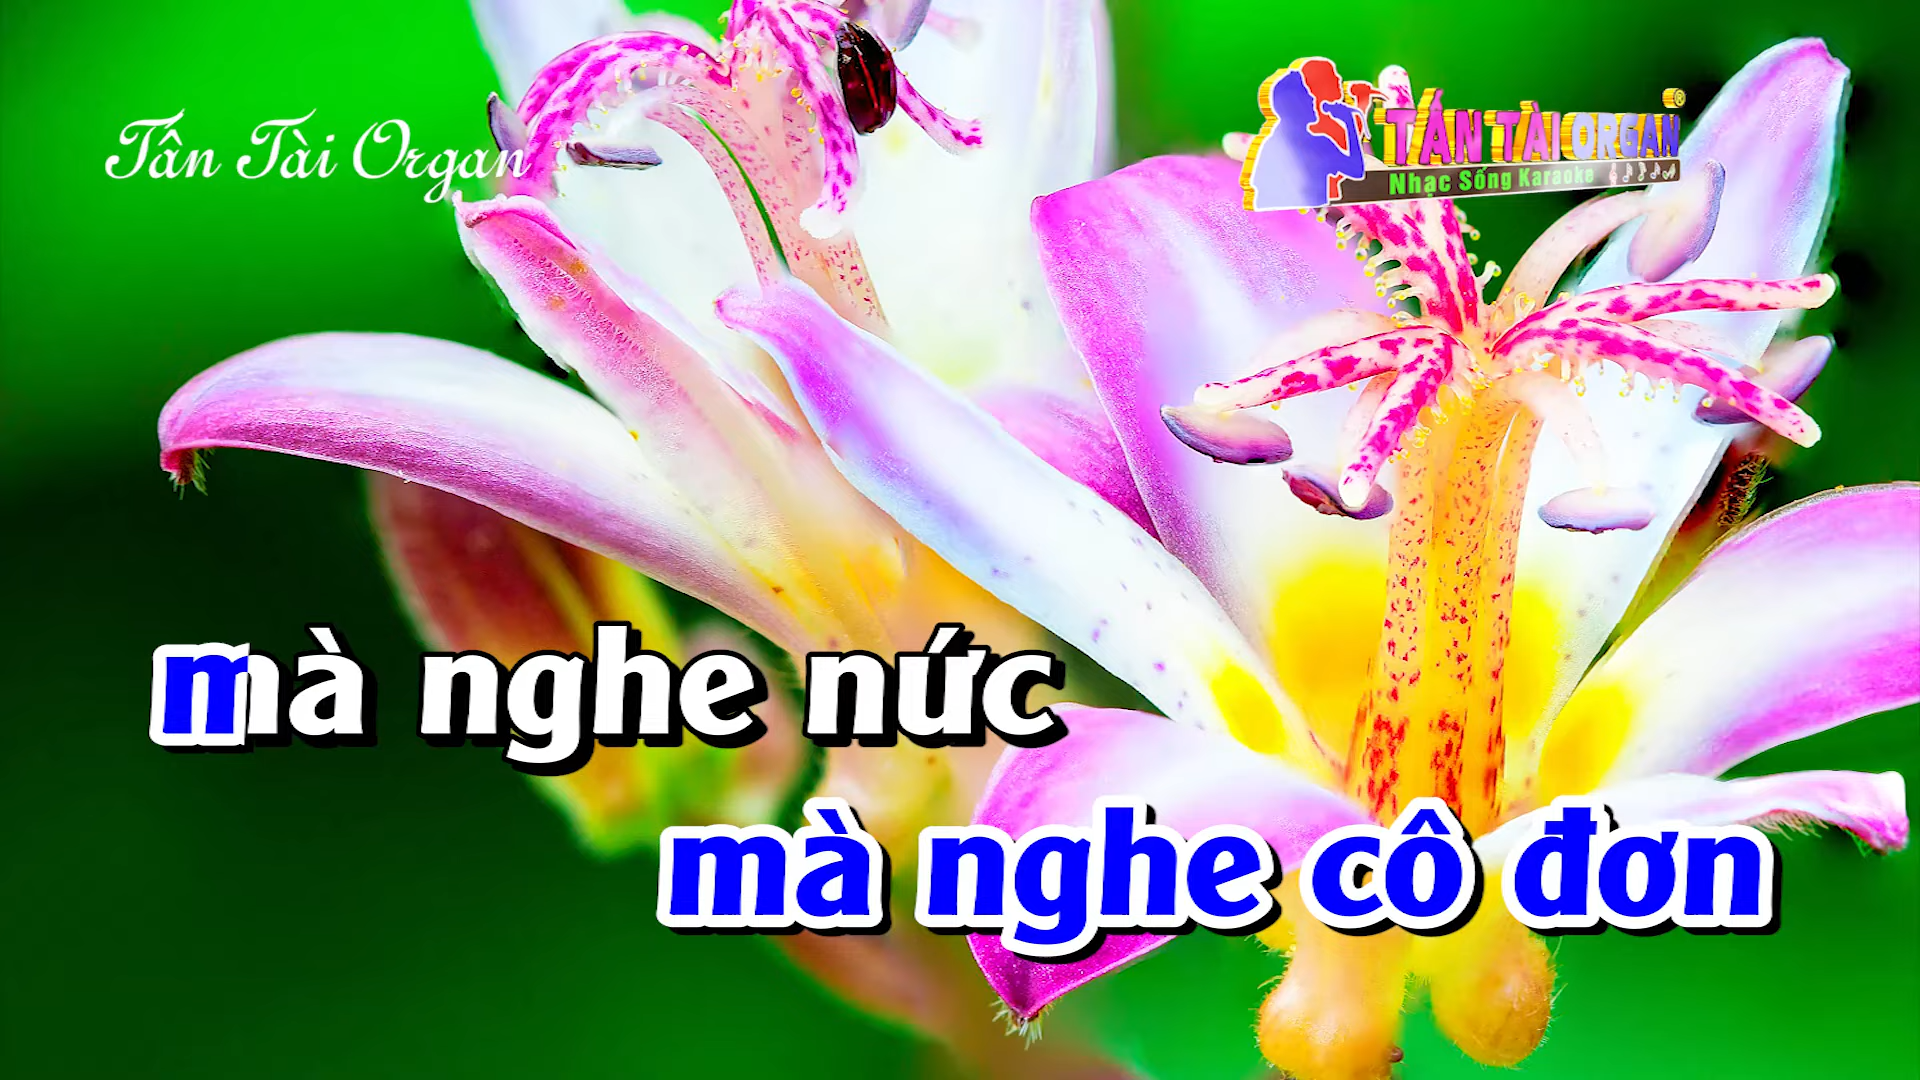 Tấn Tài Organ
TẤN TÀI ORGAN ®
Nhạc Sống Karaoke
mà nghe nức
mà nghe cô đơn